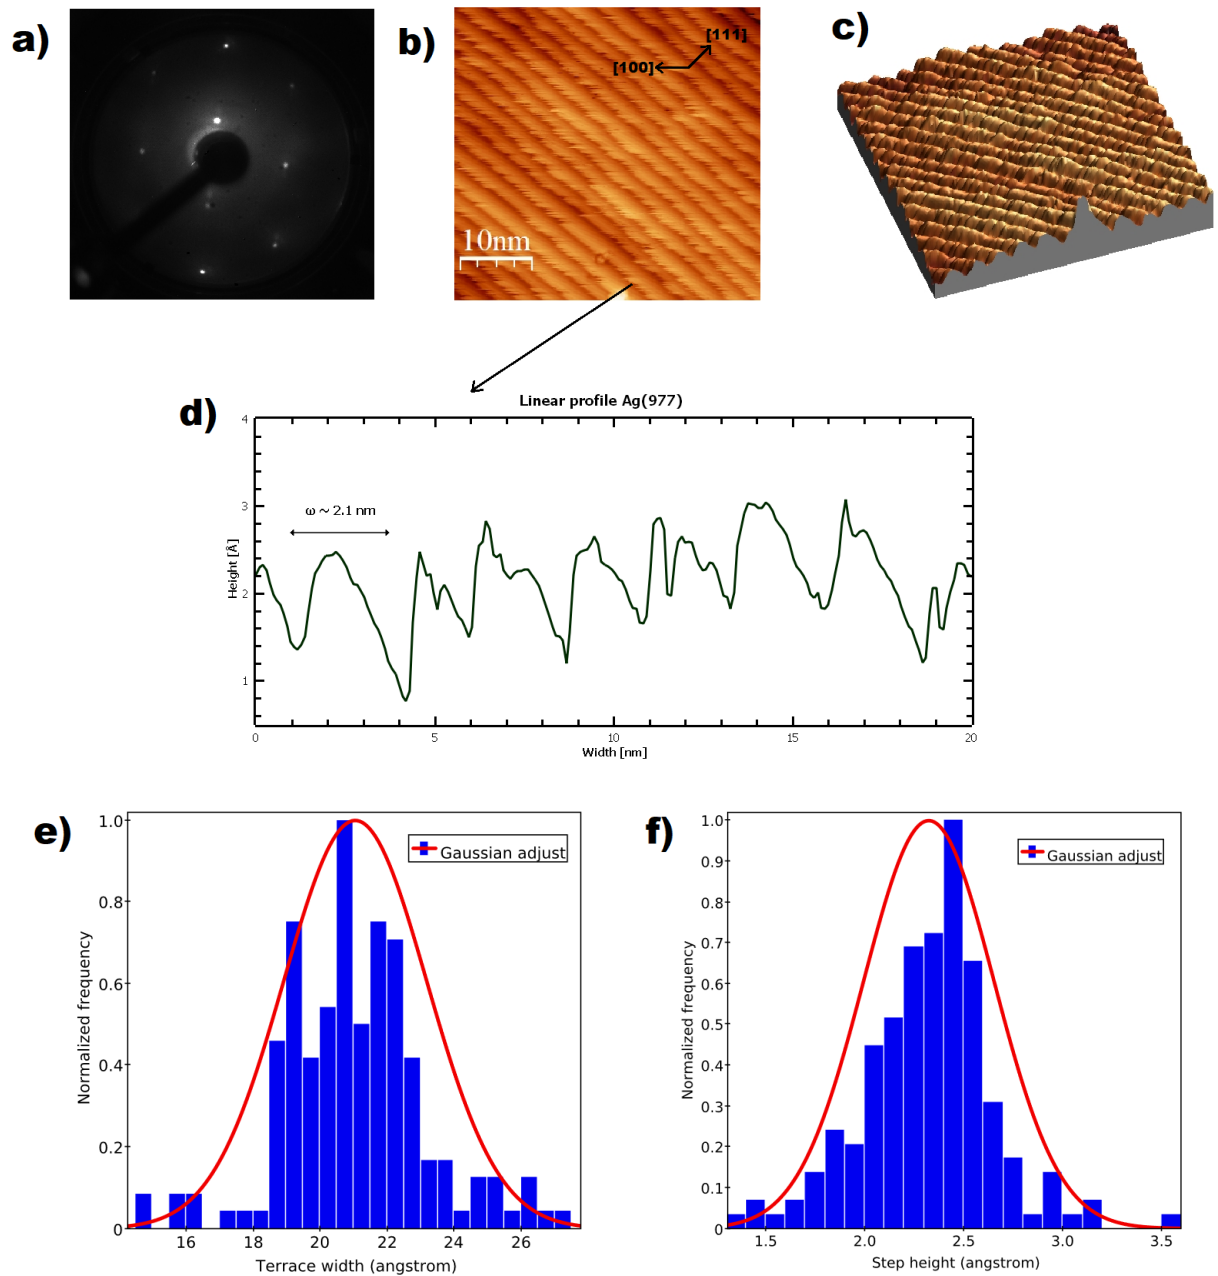 a)
b)
c)
[111]
[100]
10nm
d)
Linear profile Ag(977)
4
3
2
1
Height [Å]
ω ~ 2.1 nm
0
5
10
15
20
Width [nm]
e)
1.0
0.8
0.6
0.4
0.2
0
Normalized frequency
Gaussian adjust
16
18
20
22
24
26
Terrace width (angstrom)
f)
1.0
0.9
0.8
0.7
0.6
0.5
0.4
0.3
0.2
0.1
0
Normalized frequency
Gaussian adjust
1.5
2.0
2.5
3.0
3.5
Step height (angstrom)